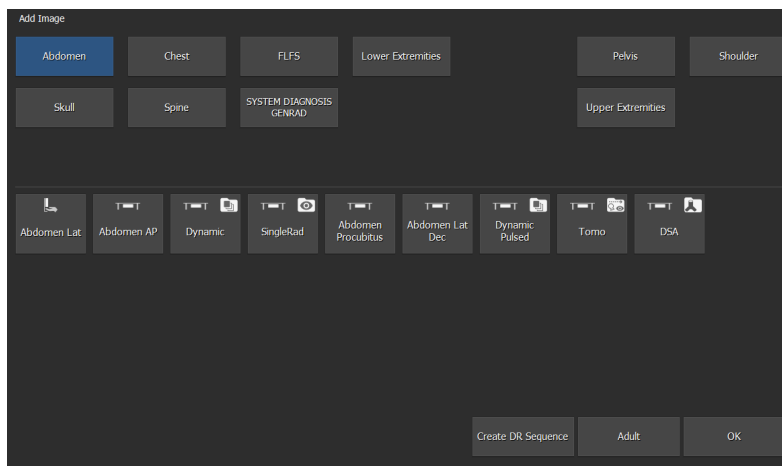 Add Image
Abdomen
Chest
FLFS
Lower Extremities
Pelvis
Shoulder
Skull
Spine
SYSTEM DIAGNOSIS
GENRAD
Upper Extremities
Abdomen Lat
Abdomen AP
Dynamic
SingleRad
Abdomen
Procubitus
Abdomen Lat
Dec
Dynamic
Pulsed
Tomo
DSA
Create DR Sequence
Adult
OK